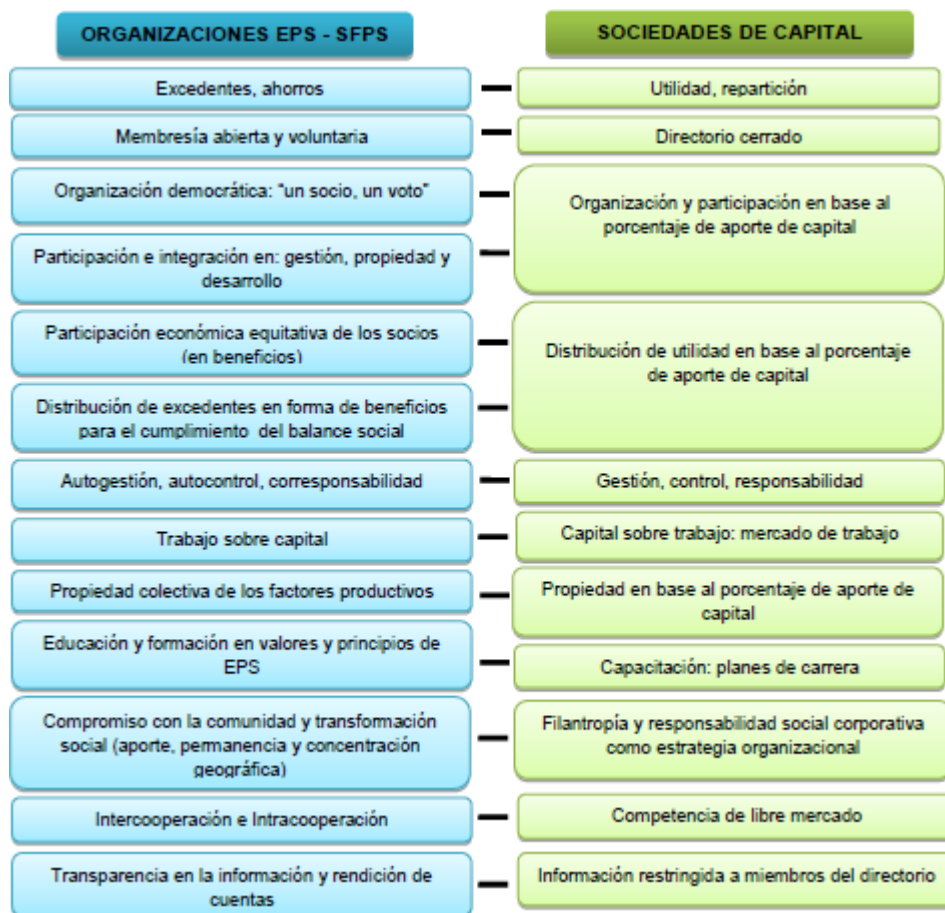 ORGANIZACIONES EPS - SFPS
SOCIEDADES DE CAPITAL
Excedentes, ahorros
Utilidad, repartición
Membresía abierta y voluntaria
Directorio cerrado
Organización democrática: "un socio, un voto"
Organización y participación en base al
porcentaje de aporte de capital
Participación e integración en: gestión, propiedad y
desarrollo
Participación económica equitativa de los socios
(en beneficios)
Distribución de utilidad en base al porcentaje
de aporte de capital
Distribución de excedentes en forma de beneficios
para el cumplimiento del balance social
Autogestión, autocontrol, corresponsabilidad
Gestión, control, responsabilidad
Trabajo sobre capital
Capital sobre trabajo: mercado de trabajo
Propiedad colectiva de los factores productivos
Propiedad en base al porcentaje de aporte de
capital
Educación y formación en valores y principios de
EPS
Capacitación: planes de carrera
Compromiso con la comunidad y transformación
social (aporte, permanencia y concentración
geográfica)
Filantropía y responsabilidad social corporativa
como estrategia organizacional
Intercooperación e Intracooperación
Competencia de libre mercado
Transparencia en la información y rendición de
cuentas
Información restringida a miembros del directorio